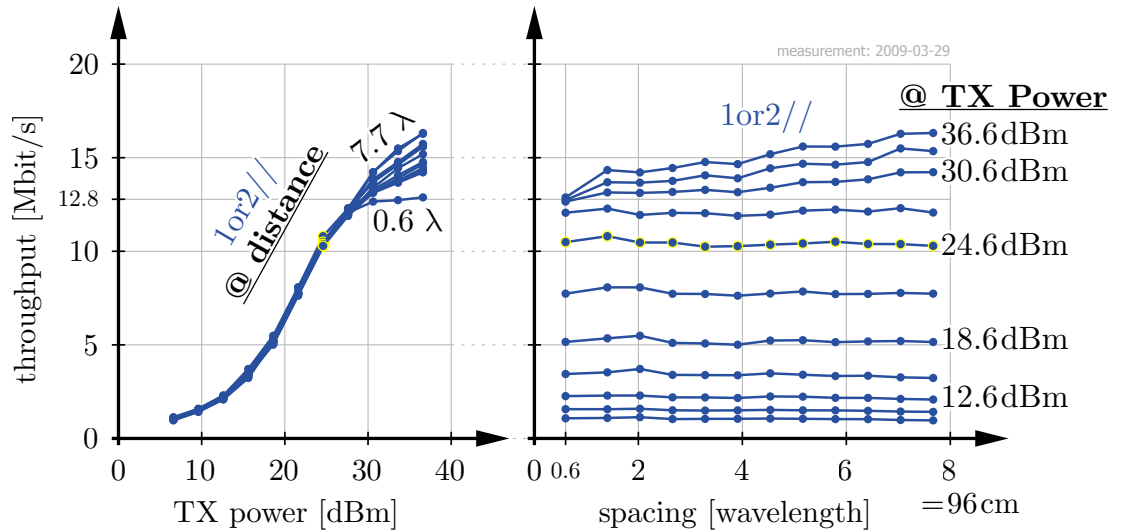 measurement: 2009-03-29
throughput [Mbit/s]
20
15
12.8
10
5
0
7.7 λ
1or2//
@ distance
0.6 λ
0 10 20 30 40
TX power [dBm]
1or2//
@ TX Power
36.6dBm
30.6dBm
24.6dBm
18.6dBm
12.6dBm
0 0.6 2 4 6 8
spacing [wavelength]
=96cm